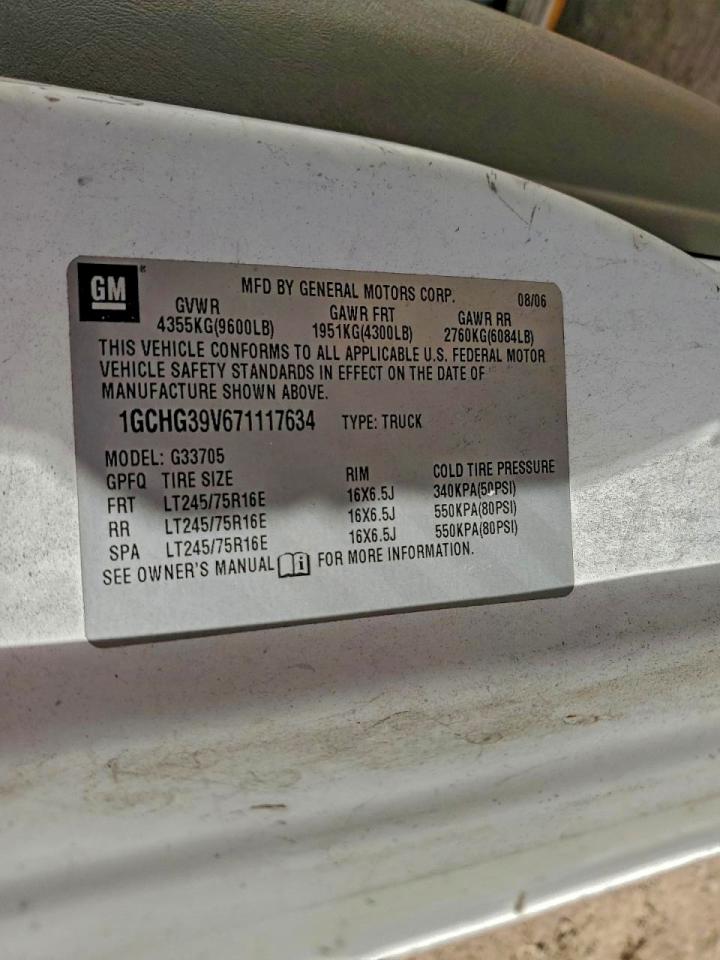 GM ® MFD BY GENERAL MOTORS CORP. 08/06
GVWR GAWR FRT GAWR RR
4355KG(9600LB) 1951KG(4300LB) 2760KG(6084LB)
THIS VEHICLE CONFORMS TO ALL APPLICABLE U.S. FEDERAL MOTOR
VEHICLE SAFETY STANDARDS IN EFFECT ON THE DATE OF
MANUFACTURE SHOWN ABOVE.
1GCHG39V671117634 TYPE: TRUCK
MODEL: G33705
GPFQ TIRE SIZE RIM COLD TIRE PRESSURE
FRT LT245/75R16E 16X6.5J 340KPA(50PSI)
RR LT245/75R16E 16X6.5J 550KPA(80PSI)
SPA LT245/75R16E 16X6.5J 550KPA(80PSI)
SEE OWNER'S MANUAL i FOR MORE INFORMATION.